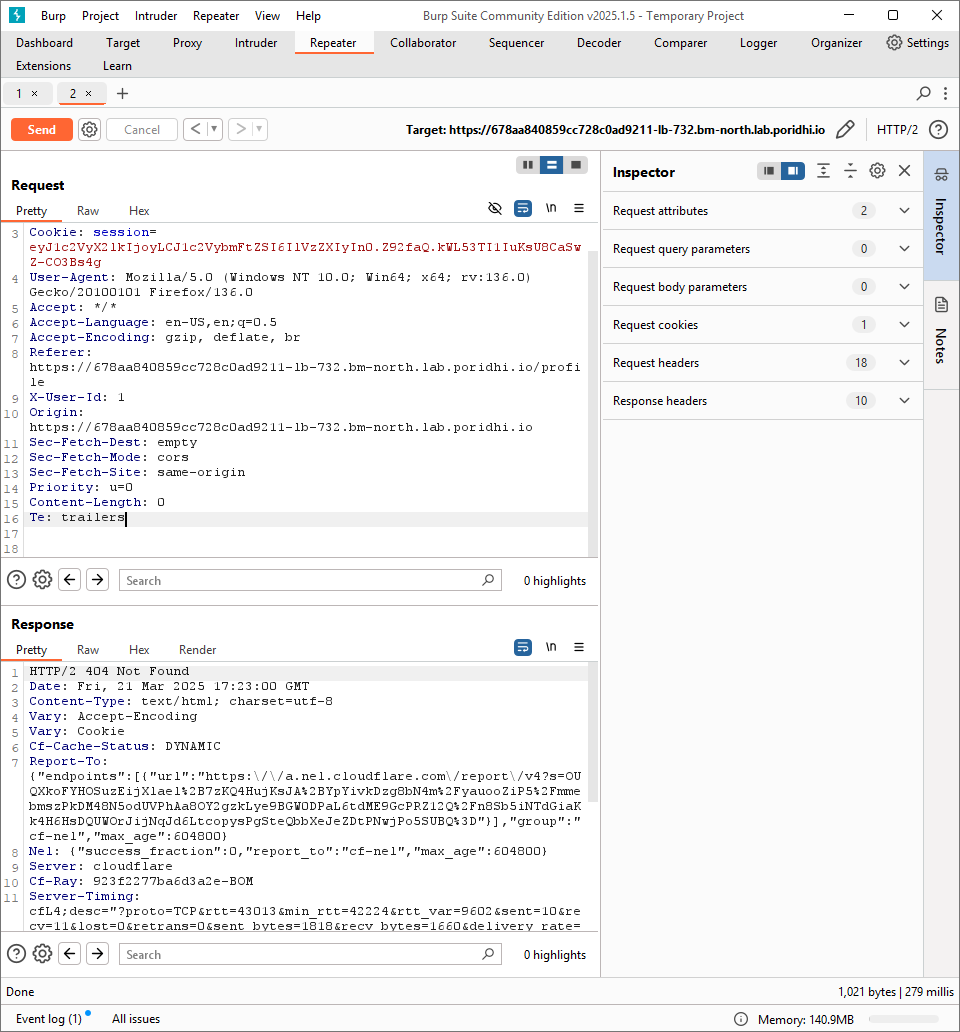 Burp Project Intruder Repeater View Help Burp Suite Community Edition v2025.1.5 - Temporary Project
Dashboard Target Proxy Intruder Repeater Collaborator Sequencer Decoder Comparer Logger Organizer Settings
Extensions Learn
1 × 2 × +
Send Cancel < > Target: https://678aa840859cc728c0ad9211-lb-732.bm-north.lab.poridhi.io HTTP/2 ?
Request
Pretty Raw Hex \n
3 Cookie: session=
eyJ1c2VyX2lkIjoyLCJ1c2VybmFtZSI6IlVzZXIyIn0.Z92faQ.kWL53TI1IuKsU8CaSw
Z-CO3Bs4g
4 User-Agent: Mozilla/5.0 (Windows NT 10.0; Win64; x64; rv:136.0)
Gecko/20100101 Firefox/136.0
5 Accept: */*
6 Accept-Language: en-US,en;q=0.5
7 Accept-Encoding: gzip, deflate, br
8 Referer:
https://678aa840859cc728c0ad9211-lb-732.bm-north.lab.poridhi.io/profi
le
9 X-User-Id: 1
10 Origin:
https://678aa840859cc728c0ad9211-lb-732.bm-north.lab.poridhi.io
11 Sec-Fetch-Dest: empty
12 Sec-Fetch-Mode: cors
13 Sec-Fetch-Site: same-origin
14 Priority: u=0
15 Content-Length: 0
16 Te: trailers
17
18
Search 0 highlights
Response
Pretty Raw Hex Render \n
1 HTTP/2 404 Not Found
2 Date: Fri, 21 Mar 2025 17:23:00 GMT
3 Content-Type: text/html; charset=utf-8
4 Vary: Accept-Encoding
5 Vary: Cookie
6 Cf-Cache-Status: DYNAMIC
7 Report-To:
{"endpoints":[{"url":"https:\/\/a.nel.cloudflare.com\/report\/v4?s=OU
QXkoFYHOSuzEijXlael%2B7zKQ4HujKsJA%2BYpYivkDzg8bN4m%2FyauooZiP5%2Fmme
bmszPkDM48N5odUVPhAa8OY2gzkLye9BGW0DPaL6tdME9GcPRZ12Q%2Fn8Sb5iNTdGiaK
k4H6HsDQUWOrJijNqJd6LtcopysPgSteQbbXeJeZDtPNwjPo5SUBQ%3D"}],"group":"
cf-nel","max_age":604800}
8 Nel: {"success_fraction":0,"report_to":"cf-nel","max_age":604800}
9 Server: cloudflare
10 Cf-Ray: 923f2277ba6d3a2e-BOM
11 Server-Timing:
cfL4;desc="?proto=TCP&rtt=43013&min_rtt=42224&rtt_var=9602&sent=10&re
cv=11&lost=0&retrans=0&sent_bytes=1818&recv_bytes=1660&delivery_rate=
Search 0 highlights
Inspector
Request attributes 2
Request query parameters 0
Request body parameters 0
Request cookies 1
Request headers 18
Response headers 10
Inspector
Notes
Done 1,021 bytes | 279 millis
Event log (1) All issues Memory: 140.9MB